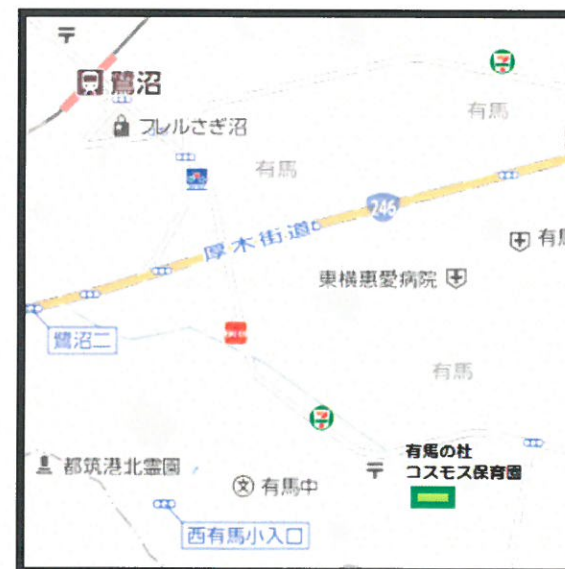 鷺沼
フレルさぎ沼
有馬
有馬
246
厚木街道
有馬
東横惠愛病院
鷺沼二
有馬
有馬の杜
コスモス保育園
都筑港北霊園
有馬中
西有馬小入口